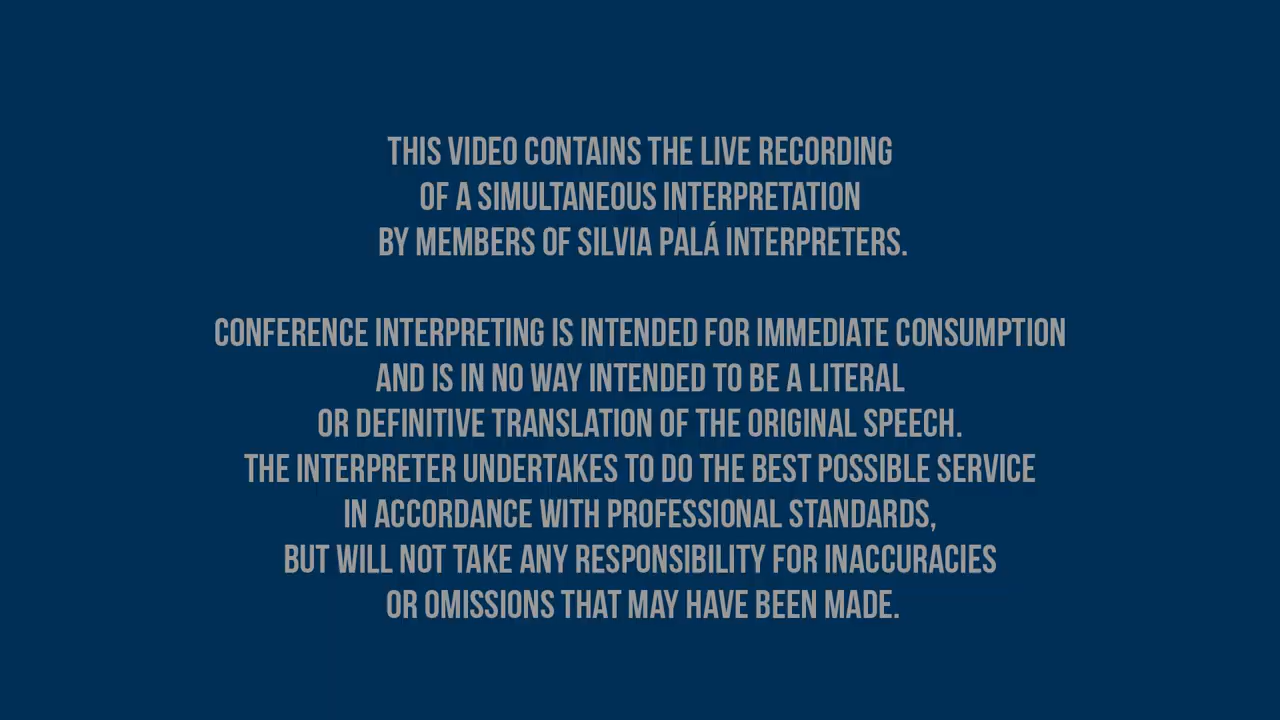 THIS VIDEO CONTAINS THE LIVE RECORDING
OF A SIMULTANEOUS INTERPRETATION
BY MEMBERS OF SILVIA PALÁ INTERPRETERS.
CONFERENCE INTERPRETING IS INTENDED FOR IMMEDIATE CONSUMPTION
AND IS IN NO WAY INTENDED TO BE A LITERAL
OR DEFINITIVE TRANSLATION OF THE ORIGINAL SPEECH.
THE INTERPRETER UNDERTAKES TO DO THE BEST POSSIBLE SERVICE
IN ACCORDANCE WITH PROFESSIONAL STANDARDS,
BUT WILL NOT TAKE ANY RESPONSIBILITY FOR INACCURACIES
OR OMISSIONS THAT MAY HAVE BEEN MADE.